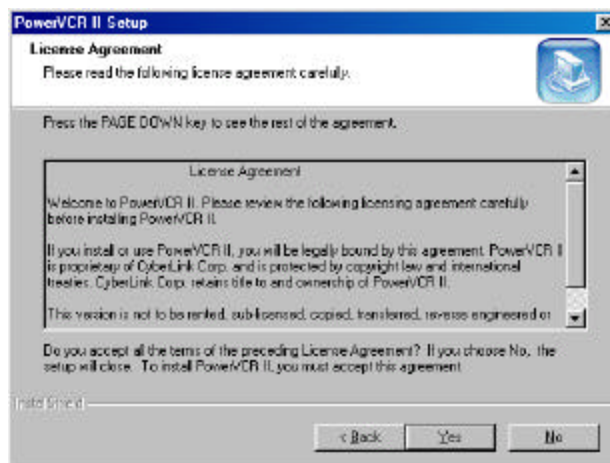 PowerVCR II Setup
License Agreement
Please read the following license agreement carefully.
Press the PAGE DOWN key to see the rest of the agreement.
License Agreement
Welcome to PowerVCR II. Please review the following licensing agreement carefully
before installing PowerVCR II.
If you install or use PowerVCR II, you will be legally bound by this agreement. PowerVCR II
is proprietary of CyberLink Corp. and is protected by copyright law and international
treaties. CyberLink Corp. retains title to and ownership of PowerVCR II.
This version is not to be rented, sub-licensed, copied, transferred, reverse engineered or
Do you accept all the terms of the preceding License Agreement? If you choose No, the
setup will close. To install PowerVCR II, you must accept this agreement.
InstallShield
< Back
Yes
No